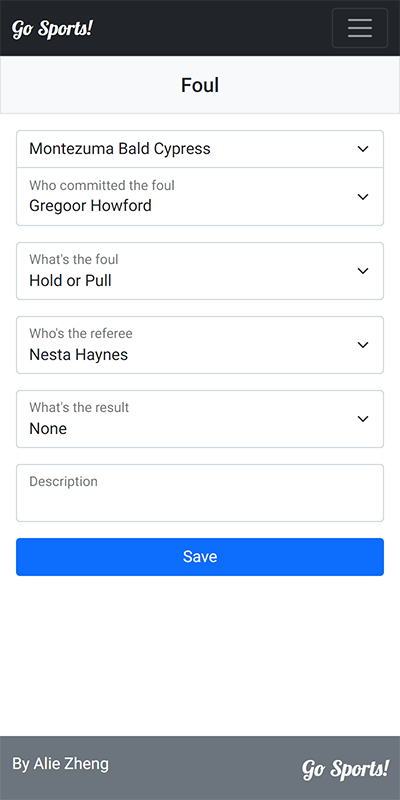 Go Sports!
Foul
Montezuma Bald Cypress
Who committed the foul
Gregoor Howford
What's the foul
Hold or Pull
Who's the referee
Nesta Haynes
What's the result
None
Description
Save
By Alie Zheng
Go Sports!